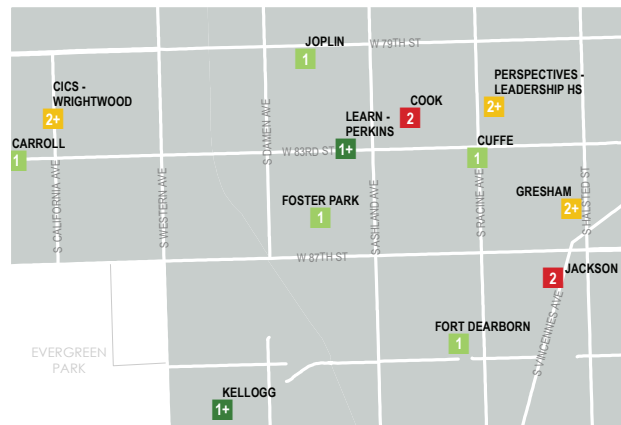 JOPLIN
1
W 79TH ST
CICS -
WRIGHTWOOD
2+
PERSPECTIVES -
LEADERSHIP HS
2+
COOK
2
LEARN -
PERKINS
1+
CARROLL
1
W 83RD ST
CUFFE
1
S DAMEN AVE
S CALIFORNIA AVE
S WESTERN AVE
S ASHLAND AVE
S RACINE AVE
S HALSTED ST
FOSTER PARK
1
GRESHAM
2+
W 87TH ST
JACKSON
2
FORT DEARBORN
1
S VINCENNES AVE
EVERGREEN
PARK
KELLOGG
1+